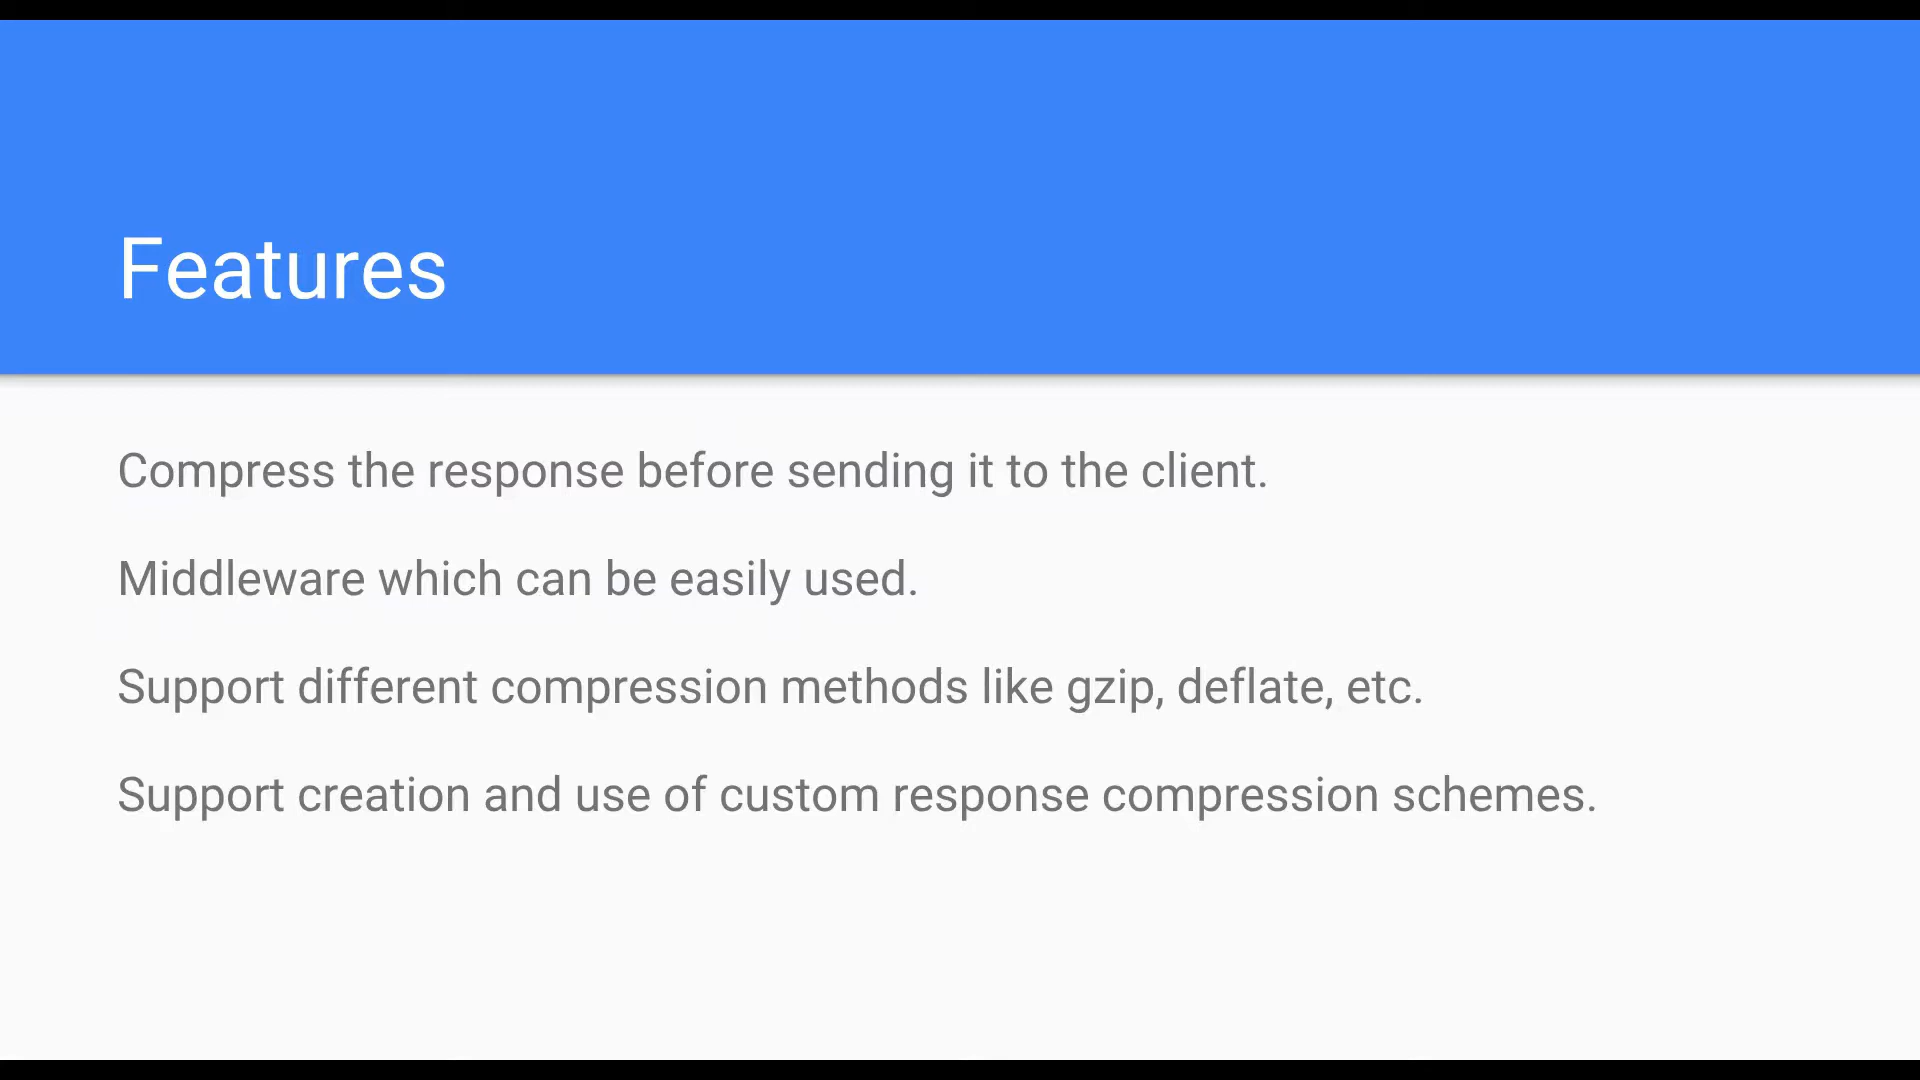 Features
Compress the response before sending it to the client.
Middleware which can be easily used.
Support different compression methods like gzip, deflate, etc.
Support creation and use of custom response compression schemes.